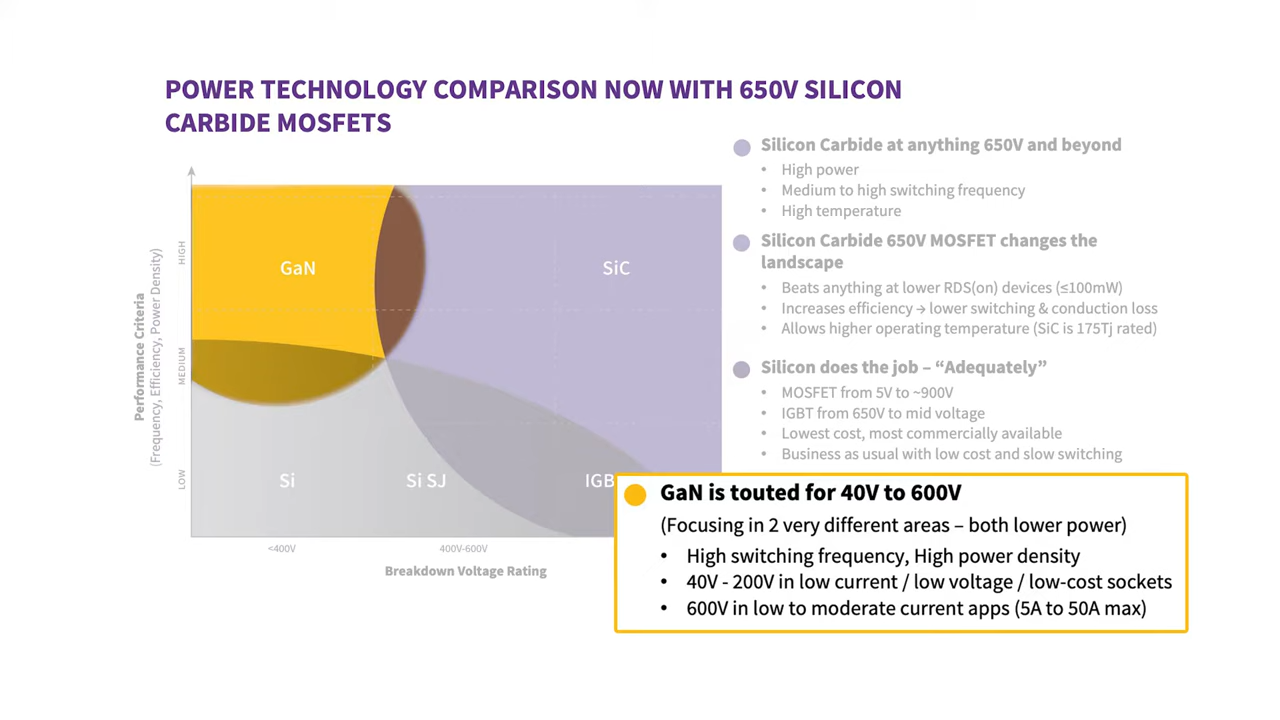 POWER TECHNOLOGY COMPARISON NOW WITH 650V SILICON
CARBIDE MOSFETS
Performance Criteria
(Frequency, Efficiency, Power Density)
HIGH
MEDIUM
LOW
GaN
SiC
Si
Si SJ
IGB
<400V
400V-600V
Breakdown Voltage Rating
Silicon Carbide at anything 650V and beyond
• High power
• Medium to high switching frequency
• High temperature
Silicon Carbide 650V MOSFET changes the
landscape
• Beats anything at lower RDS(on) devices (≤100mW)
• Increases efficiency → lower switching & conduction loss
• Allows higher operating temperature (SiC is 175Tj rated)
Silicon does the job – “Adequately”
• MOSFET from 5V to ~900V
• IGBT from 650V to mid voltage
• Lowest cost, most commercially available
• Business as usual with low cost and slow switching
GaN is touted for 40V to 600V
(Focusing in 2 very different areas – both lower power)
• High switching frequency, High power density
• 40V - 200V in low current / low voltage / low-cost sockets
• 600V in low to moderate current apps (5A to 50A max)